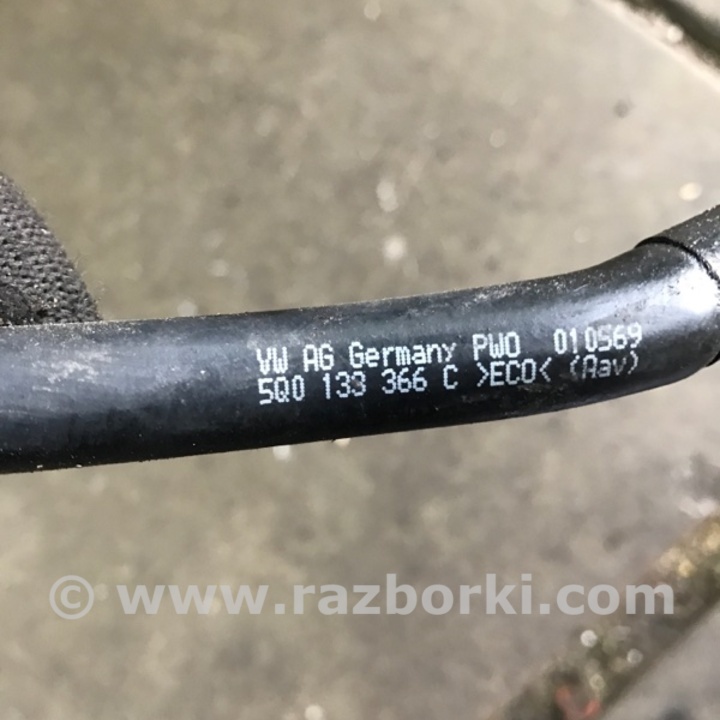 VW AG Germany PWO 010569
5Q0 133 366 C >ECO< (Aav)
© www.razborki.com